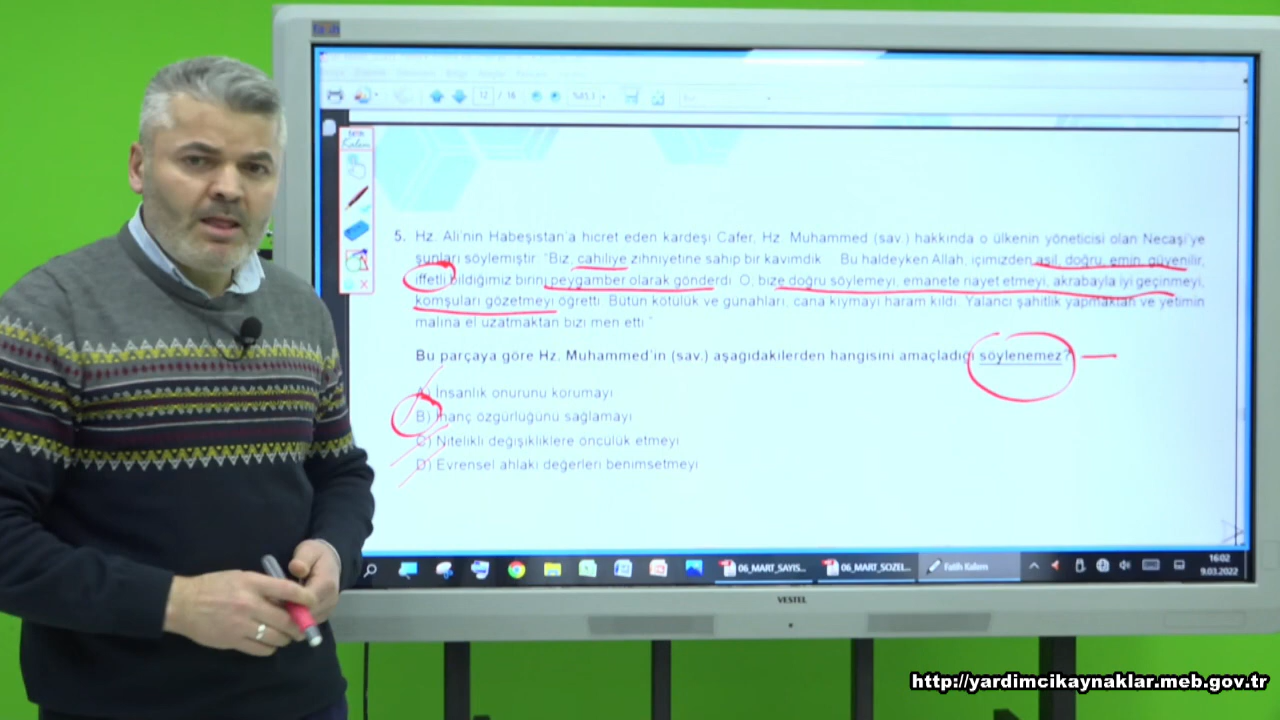 12 / 16
5. Hz. Ali'nin Habeşistan'a hicret eden kardeşi Cafer, Hz. Muhammed (sav.) hakkında o ülkenin yöneticisi olan Necaşi'ye
şunları söylemiştir: "Biz, cahiliye zihniyetine sahip bir kavimdik... Bu haldeyken Allah, içimizden asil, doğru, emin, güvenilir,
iffetli bildiğimiz birini peygamber olarak gönderdi. O, bize doğru söylemeyi, emanete riayet etmeyi, akrabayla iyi geçinmeyi,
komşuları gözetmeyi öğretti. Bütün kötülük ve günahları, cana kıymayı haram kıldı. Yalancı şahitlik yapmaktan ve yetimin
malına el uzatmaktan bizi men etti."
Bu parçaya göre Hz. Muhammed'in (sav.) aşağıdakilerden hangisini amaçladığı söylenemez?
A) İnsanlık onurunu korumayı
B) İnanç özgürlüğünü sağlamayı
C) Nitelikli değişikliklere öncülük etmeyi
D) Evrensel ahlaki değerleri benimsetmeyi
06_MART_SAYIS...
06_MART_SOZEL...
Fatih Kalem
16:02
9.03.2022
VESTEL
http://yardimcikaynaklar.meb.gov.tr